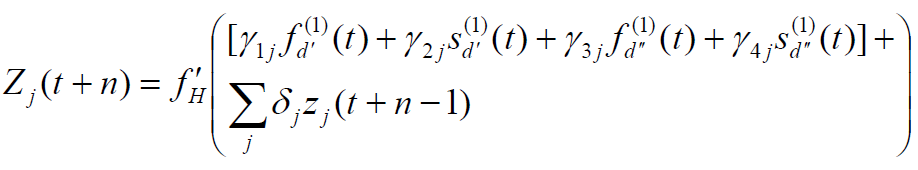 Z_j(t+n) = f'_H([γ_{1j} f_{d'}^{(1)}(t) + γ_{2j} s_{d'}^{(1)}(t) + γ_{3j} f_{d''}^{(1)}(t) + γ_{4j} s_{d''}^{(1)}(t)] +
∑_j δ_j z_j(t+n−1))